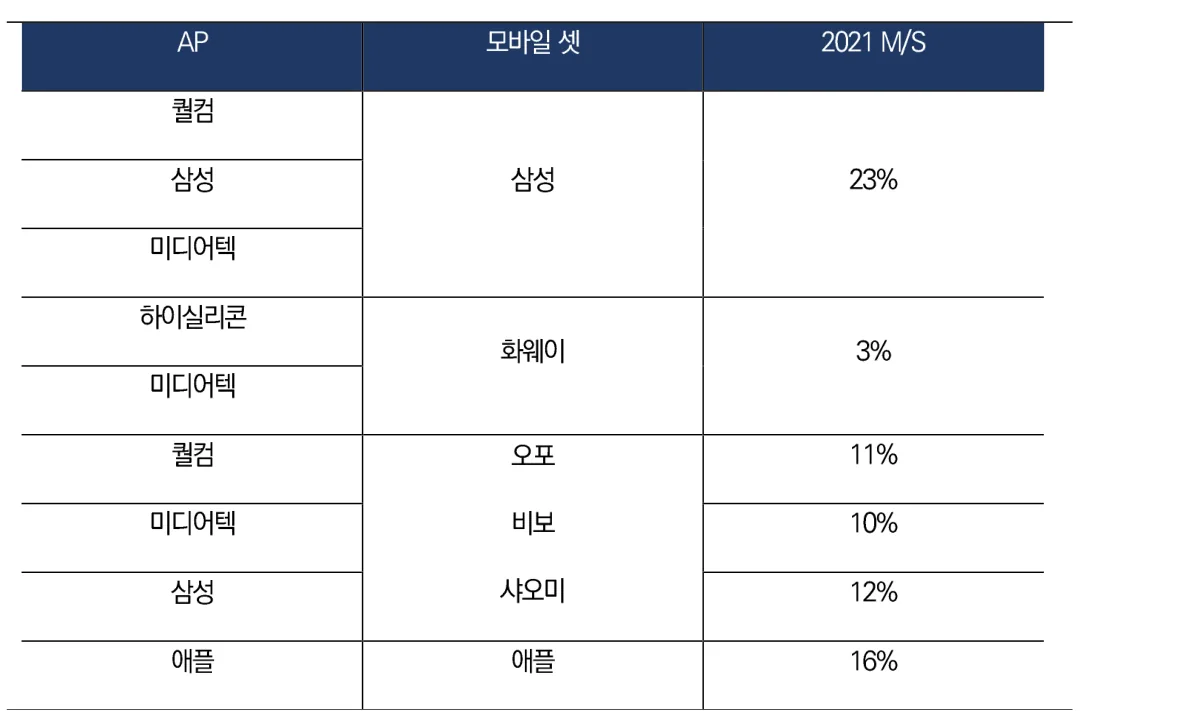 AP 모바일 셋 2021 M/S
퀄컴
삼성 삼성 23%
미디어텍
하이실리콘
화웨이 3%
미디어텍
퀄컴 오포 11%
미디어텍 비보 10%
삼성 샤오미 12%
애플 애플 16%